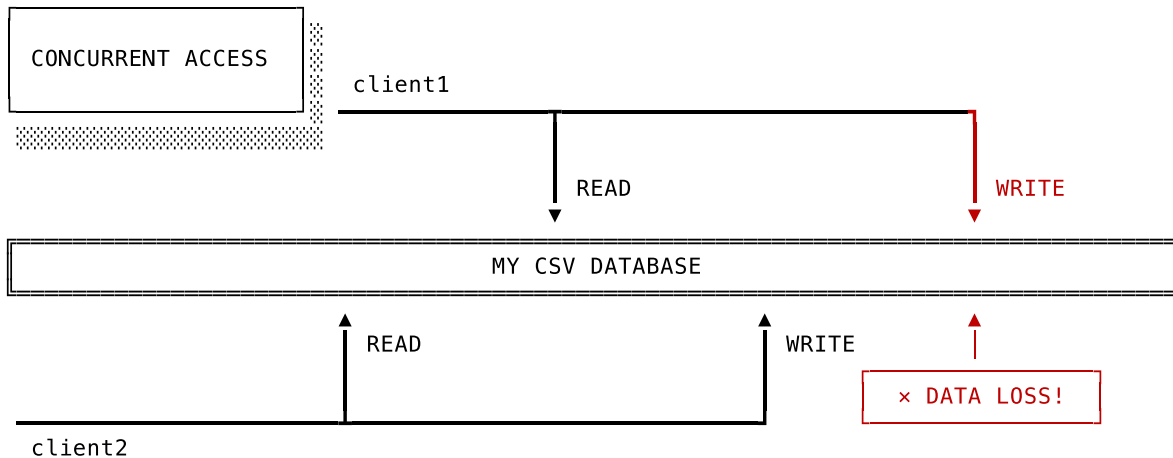 CONCURRENT ACCESS
client1
READ
WRITE
MY CSV DATABASE
READ
WRITE
× DATA LOSS!
client2